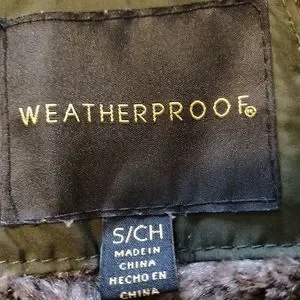 WEATHERPROOF®
S/CH
MADE IN
CHINA
HECHO EN
CHINA